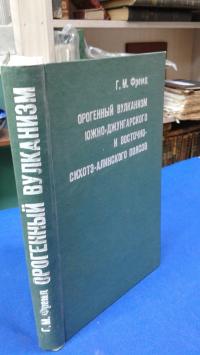 Г. М. Фремд
ОРОГЕННЫЙ ВУЛКАНИЗМ
ЮЖНО-ДЖУНГАРСКОГО
И ВОСТОЧНО-
СИХОТЭ-АЛИНСКОГО ПОЯСОВ
Г. М. Фремд ОРОГЕННЫЙ ВУЛКАНИЗМ